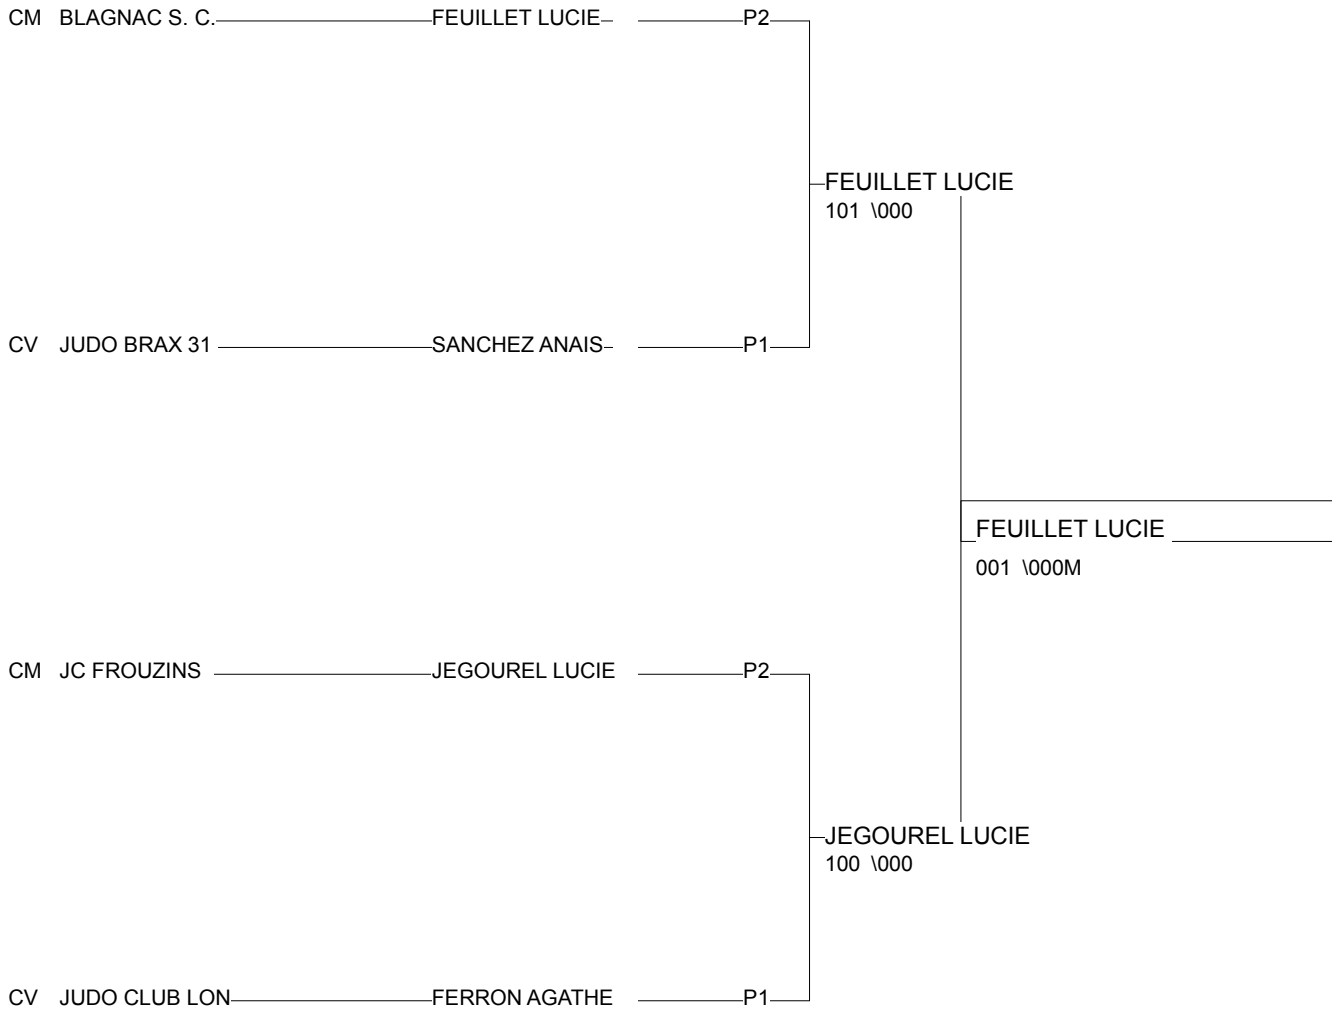 CM BLAGNAC S. C. FEUILLET LUCIE P2
FEUILLET LUCIE
101 \000
CV JUDO BRAX 31 SANCHEZ ANAIS P1
FEUILLET LUCIE
001 \000M
CM JC FROUZINS JEGOUREL LUCIE P2
JEGOUREL LUCIE
100 \000
CV JUDO CLUB LON FERRON AGATHE P1